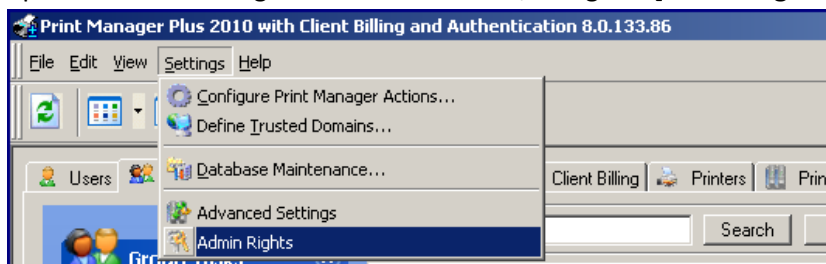 Print Manager Plus 2010 with Client Billing and Authentication 8.0.133.86
File Edit View Settings Help
Configure Print Manager Actions...
Define Trusted Domains...
Users
Database Maintenance...
Client Billing Printers
Advanced Settings
Search
Admin Rights